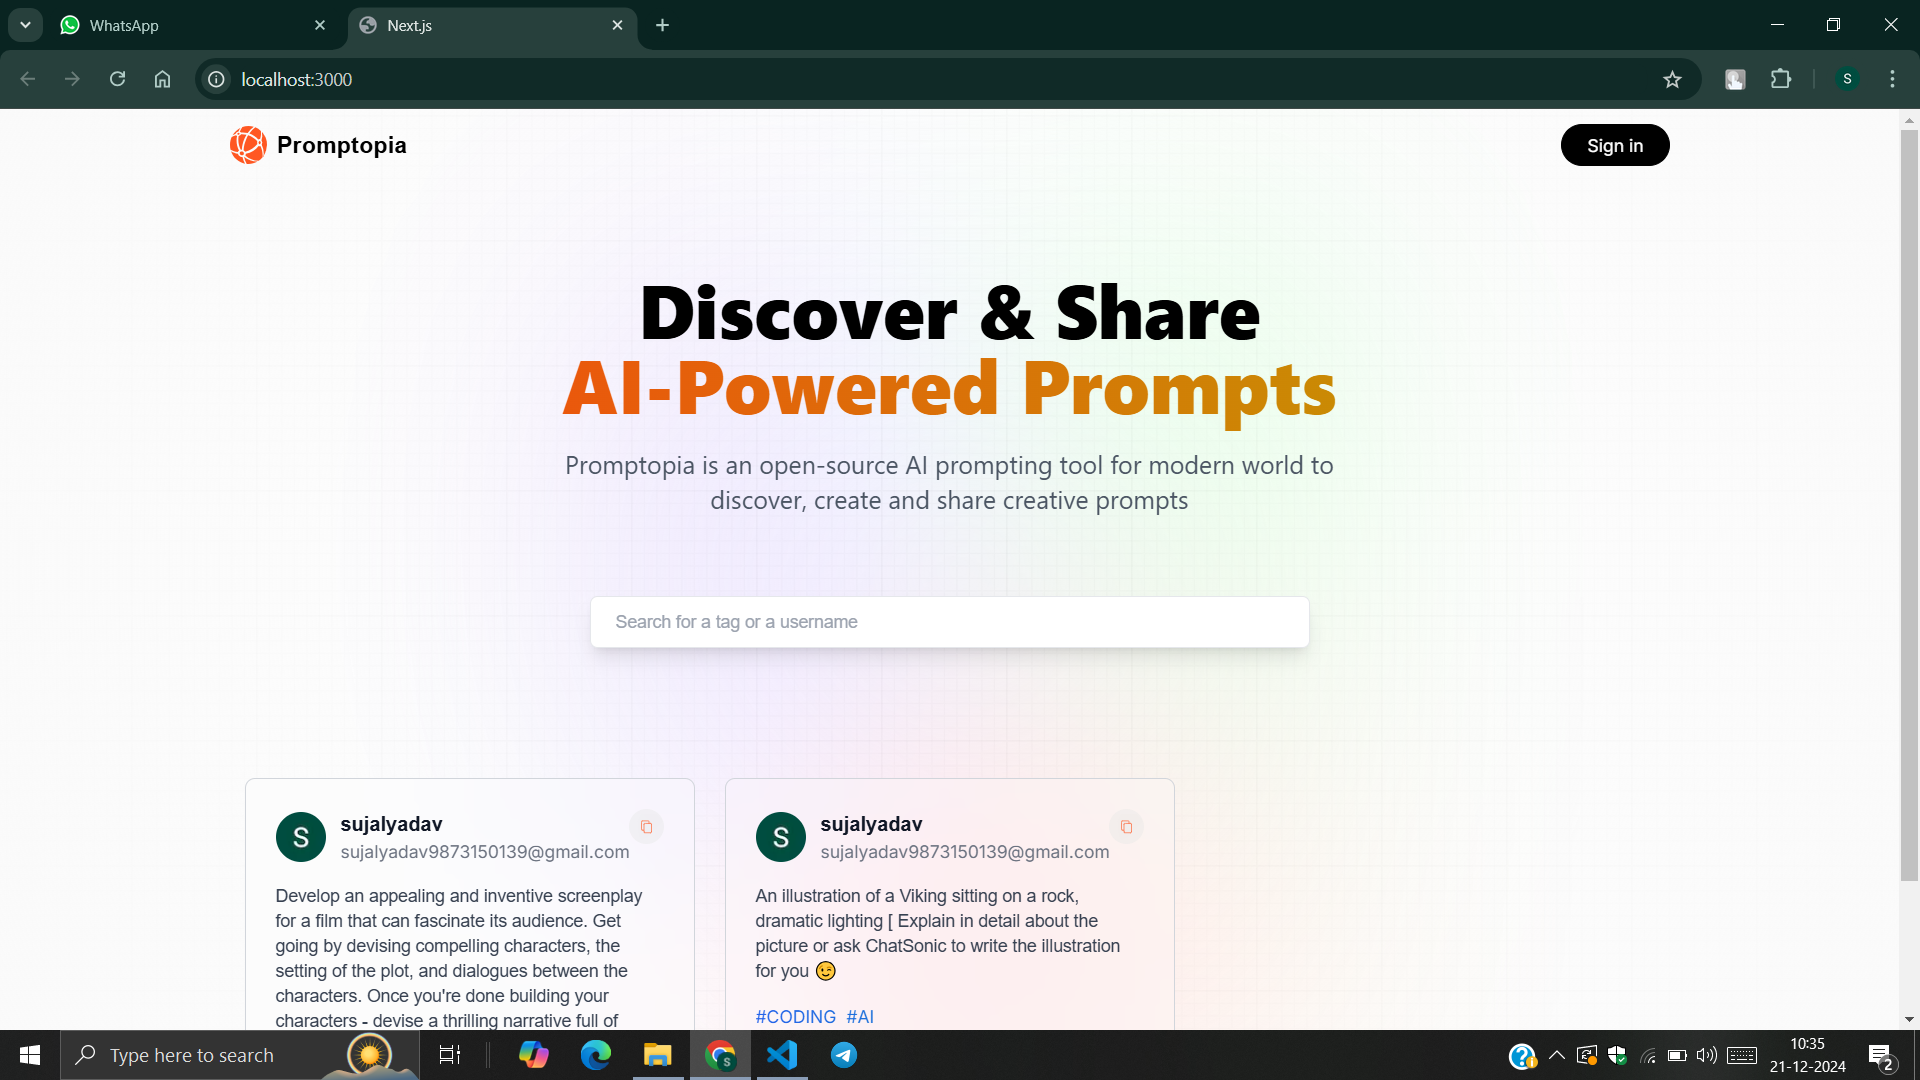 WhatsApp
Next.js
localhost:3000
S
Promptopia
Sign in
Discover & Share
AI-Powered Prompts
Promptopia is an open-source AI prompting tool for modern world to
discover, create and share creative prompts
Search for a tag or a username
S
sujalyadav
sujalyadav9873150139@gmail.com
Develop an appealing and inventive screenplay
for a film that can fascinate its audience. Get
going by devising compelling characters, the
setting of the plot, and dialogues between the
characters. Once you're done building your
characters - devise a thrilling narrative full of
S
sujalyadav
sujalyadav9873150139@gmail.com
An illustration of a Viking sitting on a rock,
dramatic lighting [ Explain in detail about the
picture or ask ChatSonic to write the illustration
for you 😉
#CODING #AI
Type here to search
S
10:35
21-12-2024
2